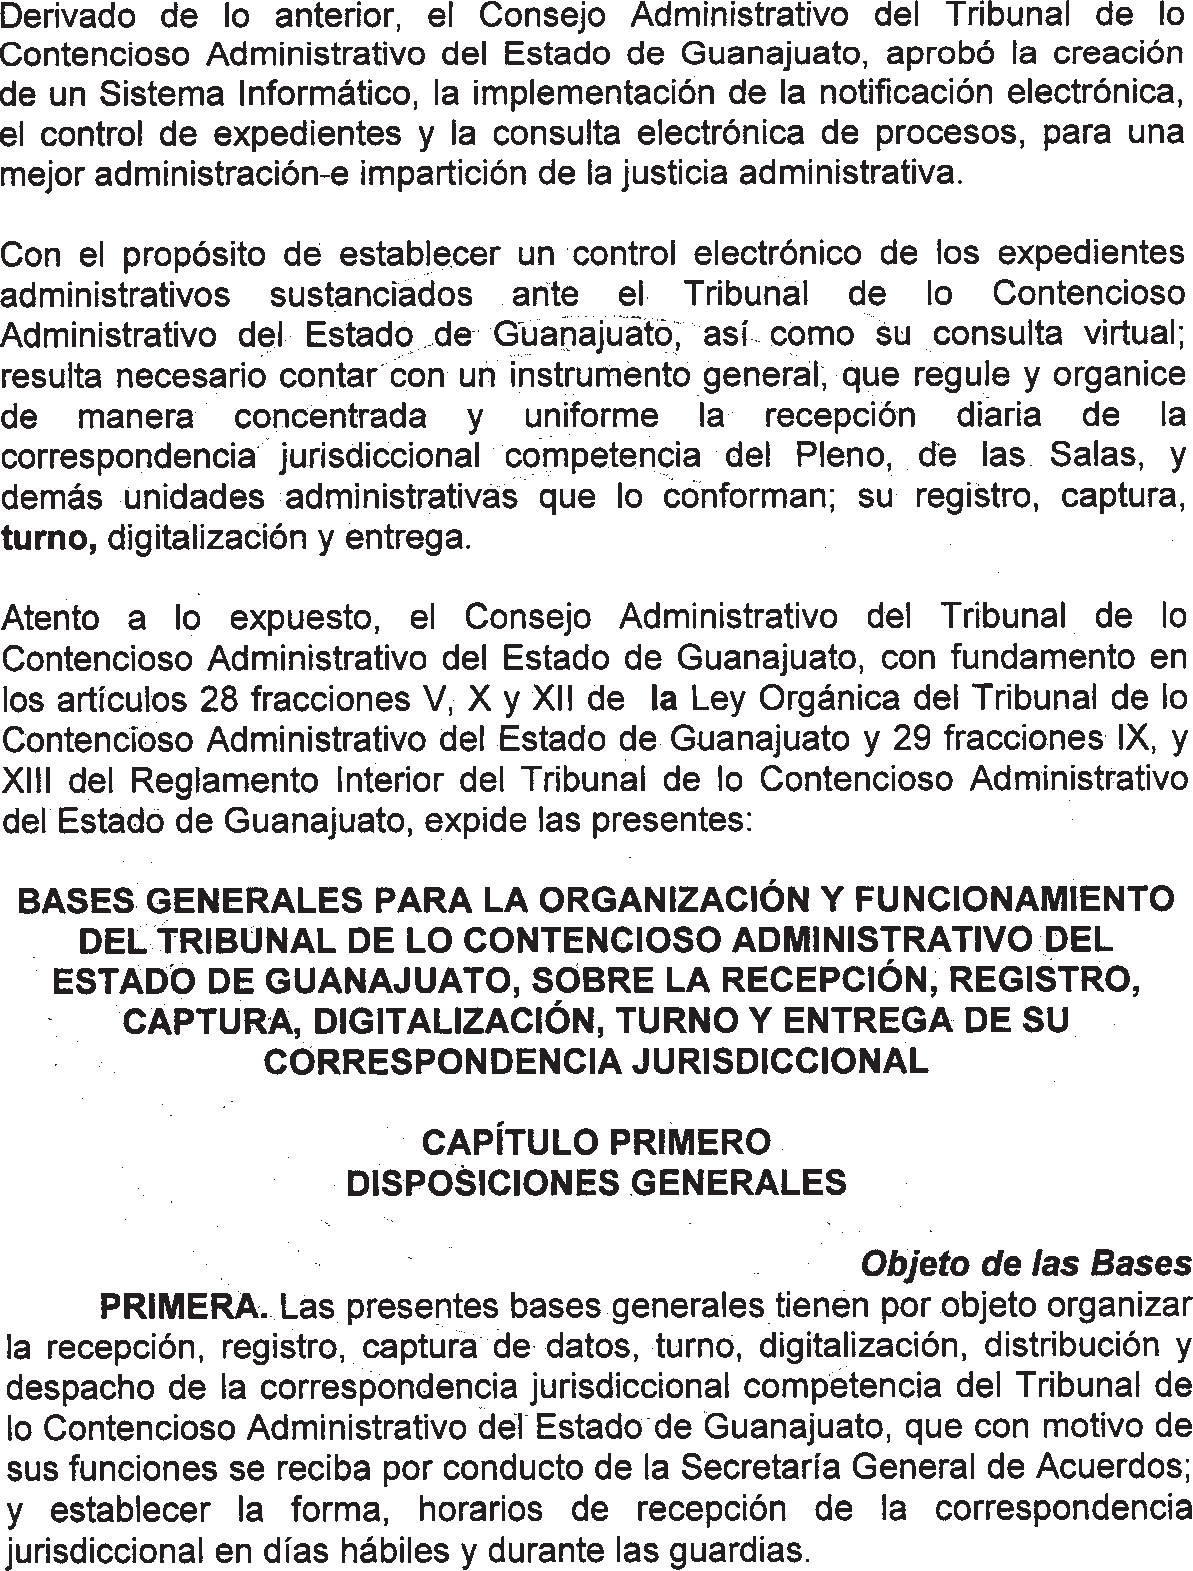 Derivado de lo anterior, el Consejo Administrativo del Tribunal de lo
Contencioso Administrativo del Estado de Guanajuato, aprobó la creación
de un Sistema Informático, la implementación de la notificación electrónica,
el control de expedientes y la consulta electrónica de procesos, para una
mejor administración-e impartición de la justicia administrativa.
Con el propósito de establecer un control electrónico de los expedientes
administrativos sustanciados ante el Tribunal de lo Contencioso
Administrativo del Estado de Guanajuato, así como su consulta virtual;
resulta necesario contar con un instrumento general, que regule y organice
de manera concentrada y uniforme la recepción diaria de la
correspondencia jurisdiccional competencia del Pleno, de las Salas, y
demás unidades administrativas que lo conforman; su registro, captura,
turno, digitalización y entrega.
Atento a lo expuesto, el Consejo Administrativo del Tribunal de lo
Contencioso Administrativo del Estado de Guanajuato, con fundamento en
los artículos 28 fracciones V, X y XII de la Ley Orgánica del Tribunal de lo
Contencioso Administrativo del Estado de Guanajuato y 29 fracciones IX, y
XIII del Reglamento Interior del Tribunal de lo Contencioso Administrativo
del Estado de Guanajuato, expide las presentes:
BASES GENERALES PARA LA ORGANIZACIÓN Y FUNCIONAMIENTO
DEL TRIBUNAL DE LO CONTENCIOSO ADMINISTRATIVO DEL
ESTADO DE GUANAJUATO, SOBRE LA RECEPCIÓN, REGISTRO,
CAPTURA, DIGITALIZACIÓN, TURNO Y ENTREGA DE SU
CORRESPONDENCIA JURISDICCIONAL
CAPÍTULO PRIMERO
DISPOSICIONES GENERALES
Objeto de las Bases
PRIMERA. Las presentes bases generales tienen por objeto organizar
la recepción, registro, captura de datos, turno, digitalización, distribución y
despacho de la correspondencia jurisdiccional competencia del Tribunal de
lo Contencioso Administrativo del Estado de Guanajuato, que con motivo de
sus funciones se reciba por conducto de la Secretaría General de Acuerdos;
y establecer la forma, horarios de recepción de la correspondencia
jurisdiccional en días hábiles y durante las guardias.